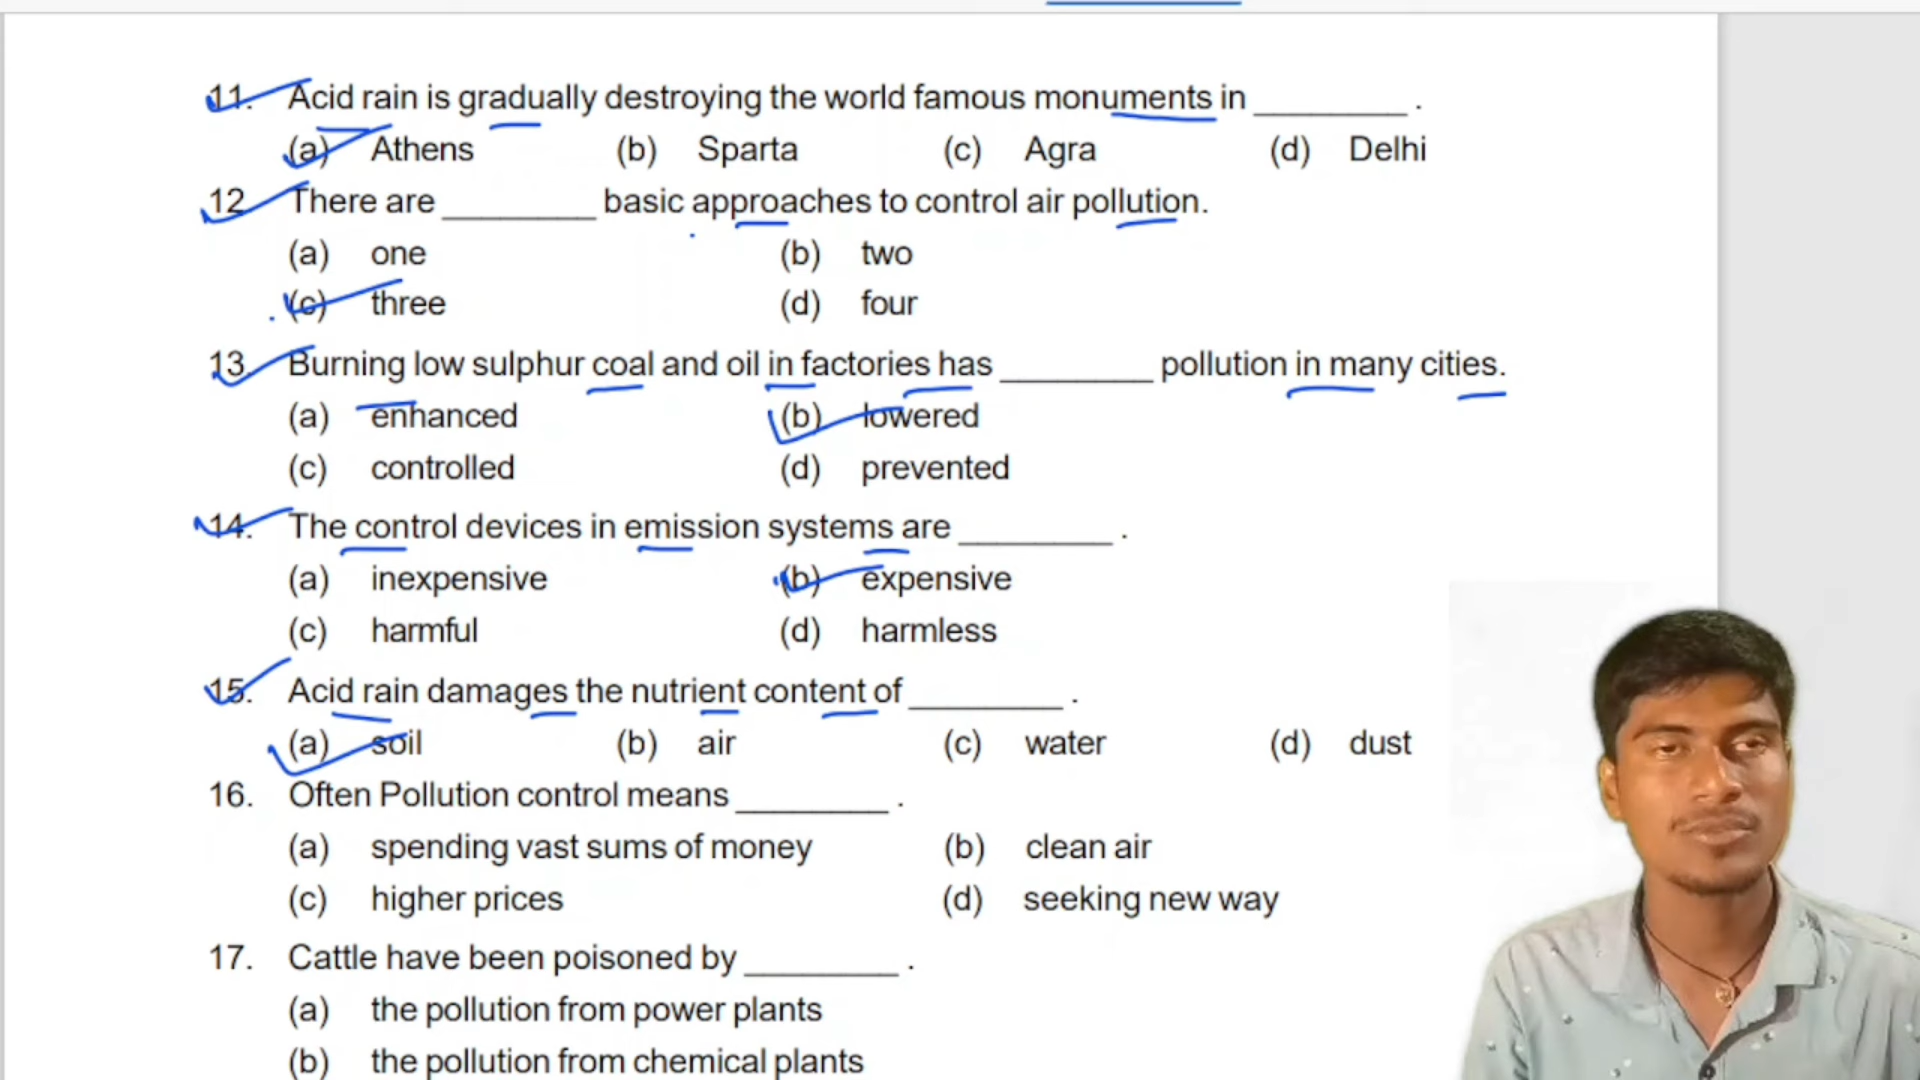 11. Acid rain is gradually destroying the world famous monuments in ________ .
(a) Athens (b) Sparta (c) Agra (d) Delhi
12 There are ________ basic approaches to control air pollution.
(a) one (b) two
(c) three (d) four
13. Burning low sulphur coal and oil in factories has ________ pollution in many cities.
(a) enhanced (b) lowered
(c) controlled (d) prevented
14. The control devices in emission systems are ________ .
(a) inexpensive (b) expensive
(c) harmful (d) harmless
15. Acid rain damages the nutrient content of ________ .
(a) soil (b) air (c) water (d) dust
16. Often Pollution control means ________ .
(a) spending vast sums of money (b) clean air
(c) higher prices (d) seeking new way
17. Cattle have been poisoned by ________ .
(a) the pollution from power plants
(b) the pollution from chemical plants